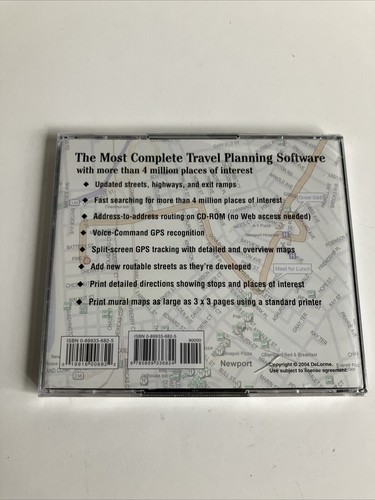 The Most Complete Travel Planning Software
with more than 4 million places of interest
◆ Updated streets, highways, and exit ramps
◆ Fast searching for more than 4 million places of interest
◆ Address-to-address routing on CD-ROM (no Web access needed)
◆ Voice-Command GPS recognition
◆ Split-screen GPS tracking with detailed and overview maps
◆ Add new routable streets as they're developed
◆ Print detailed directions showing stops and places of interest
◆ Print mural maps as large as 3 x 3 pages using a standard printer
Great Salt
Meet for Lunch
ISBN 0-89933-682-5
ISBN 0-89933-682-5
90000
Newport
Copyright © 2004 DeLorme.
Use subject to license agreement.